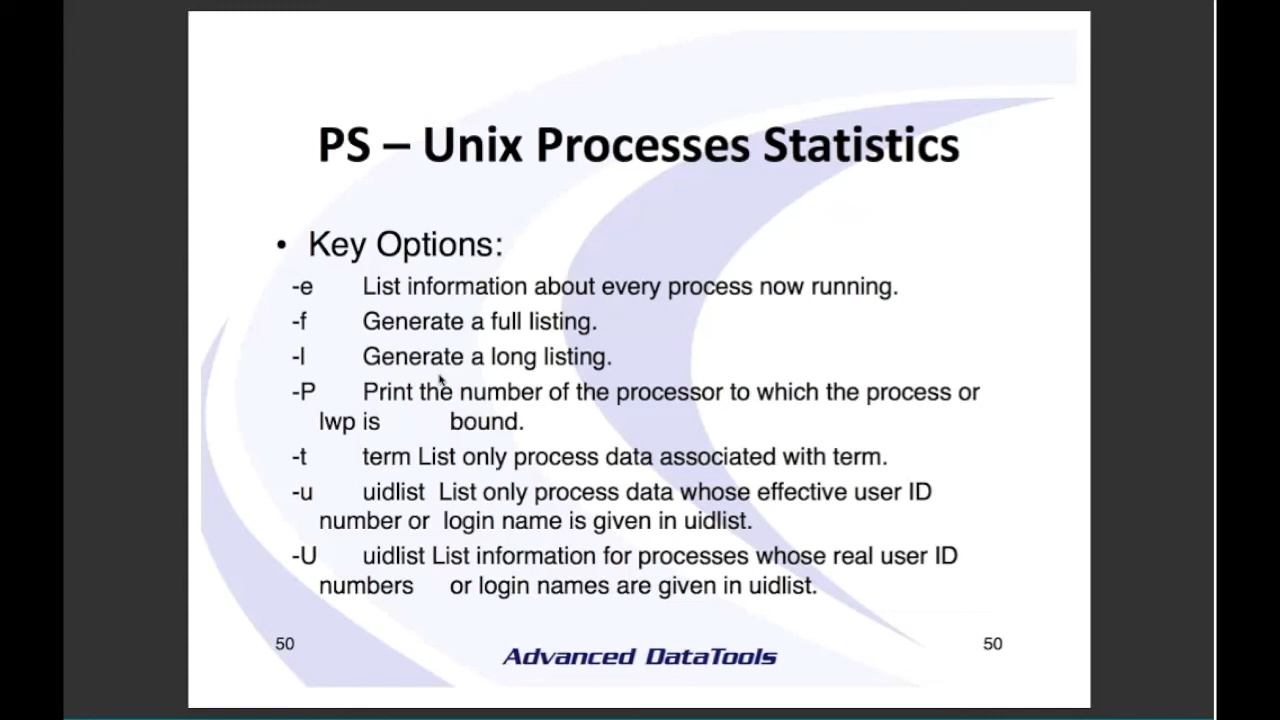 PS – Unix Processes Statistics
• Key Options:
-e List information about every process now running.
-f Generate a full listing.
-l Generate a long listing.
-P Print the number of the processor to which the process or
lwp is bound.
-t term List only process data associated with term.
-u uidlist List only process data whose effective user ID
number or login name is given in uidlist.
-U uidlist List information for processes whose real user ID
numbers or login names are given in uidlist.
50 Advanced DataTools 50